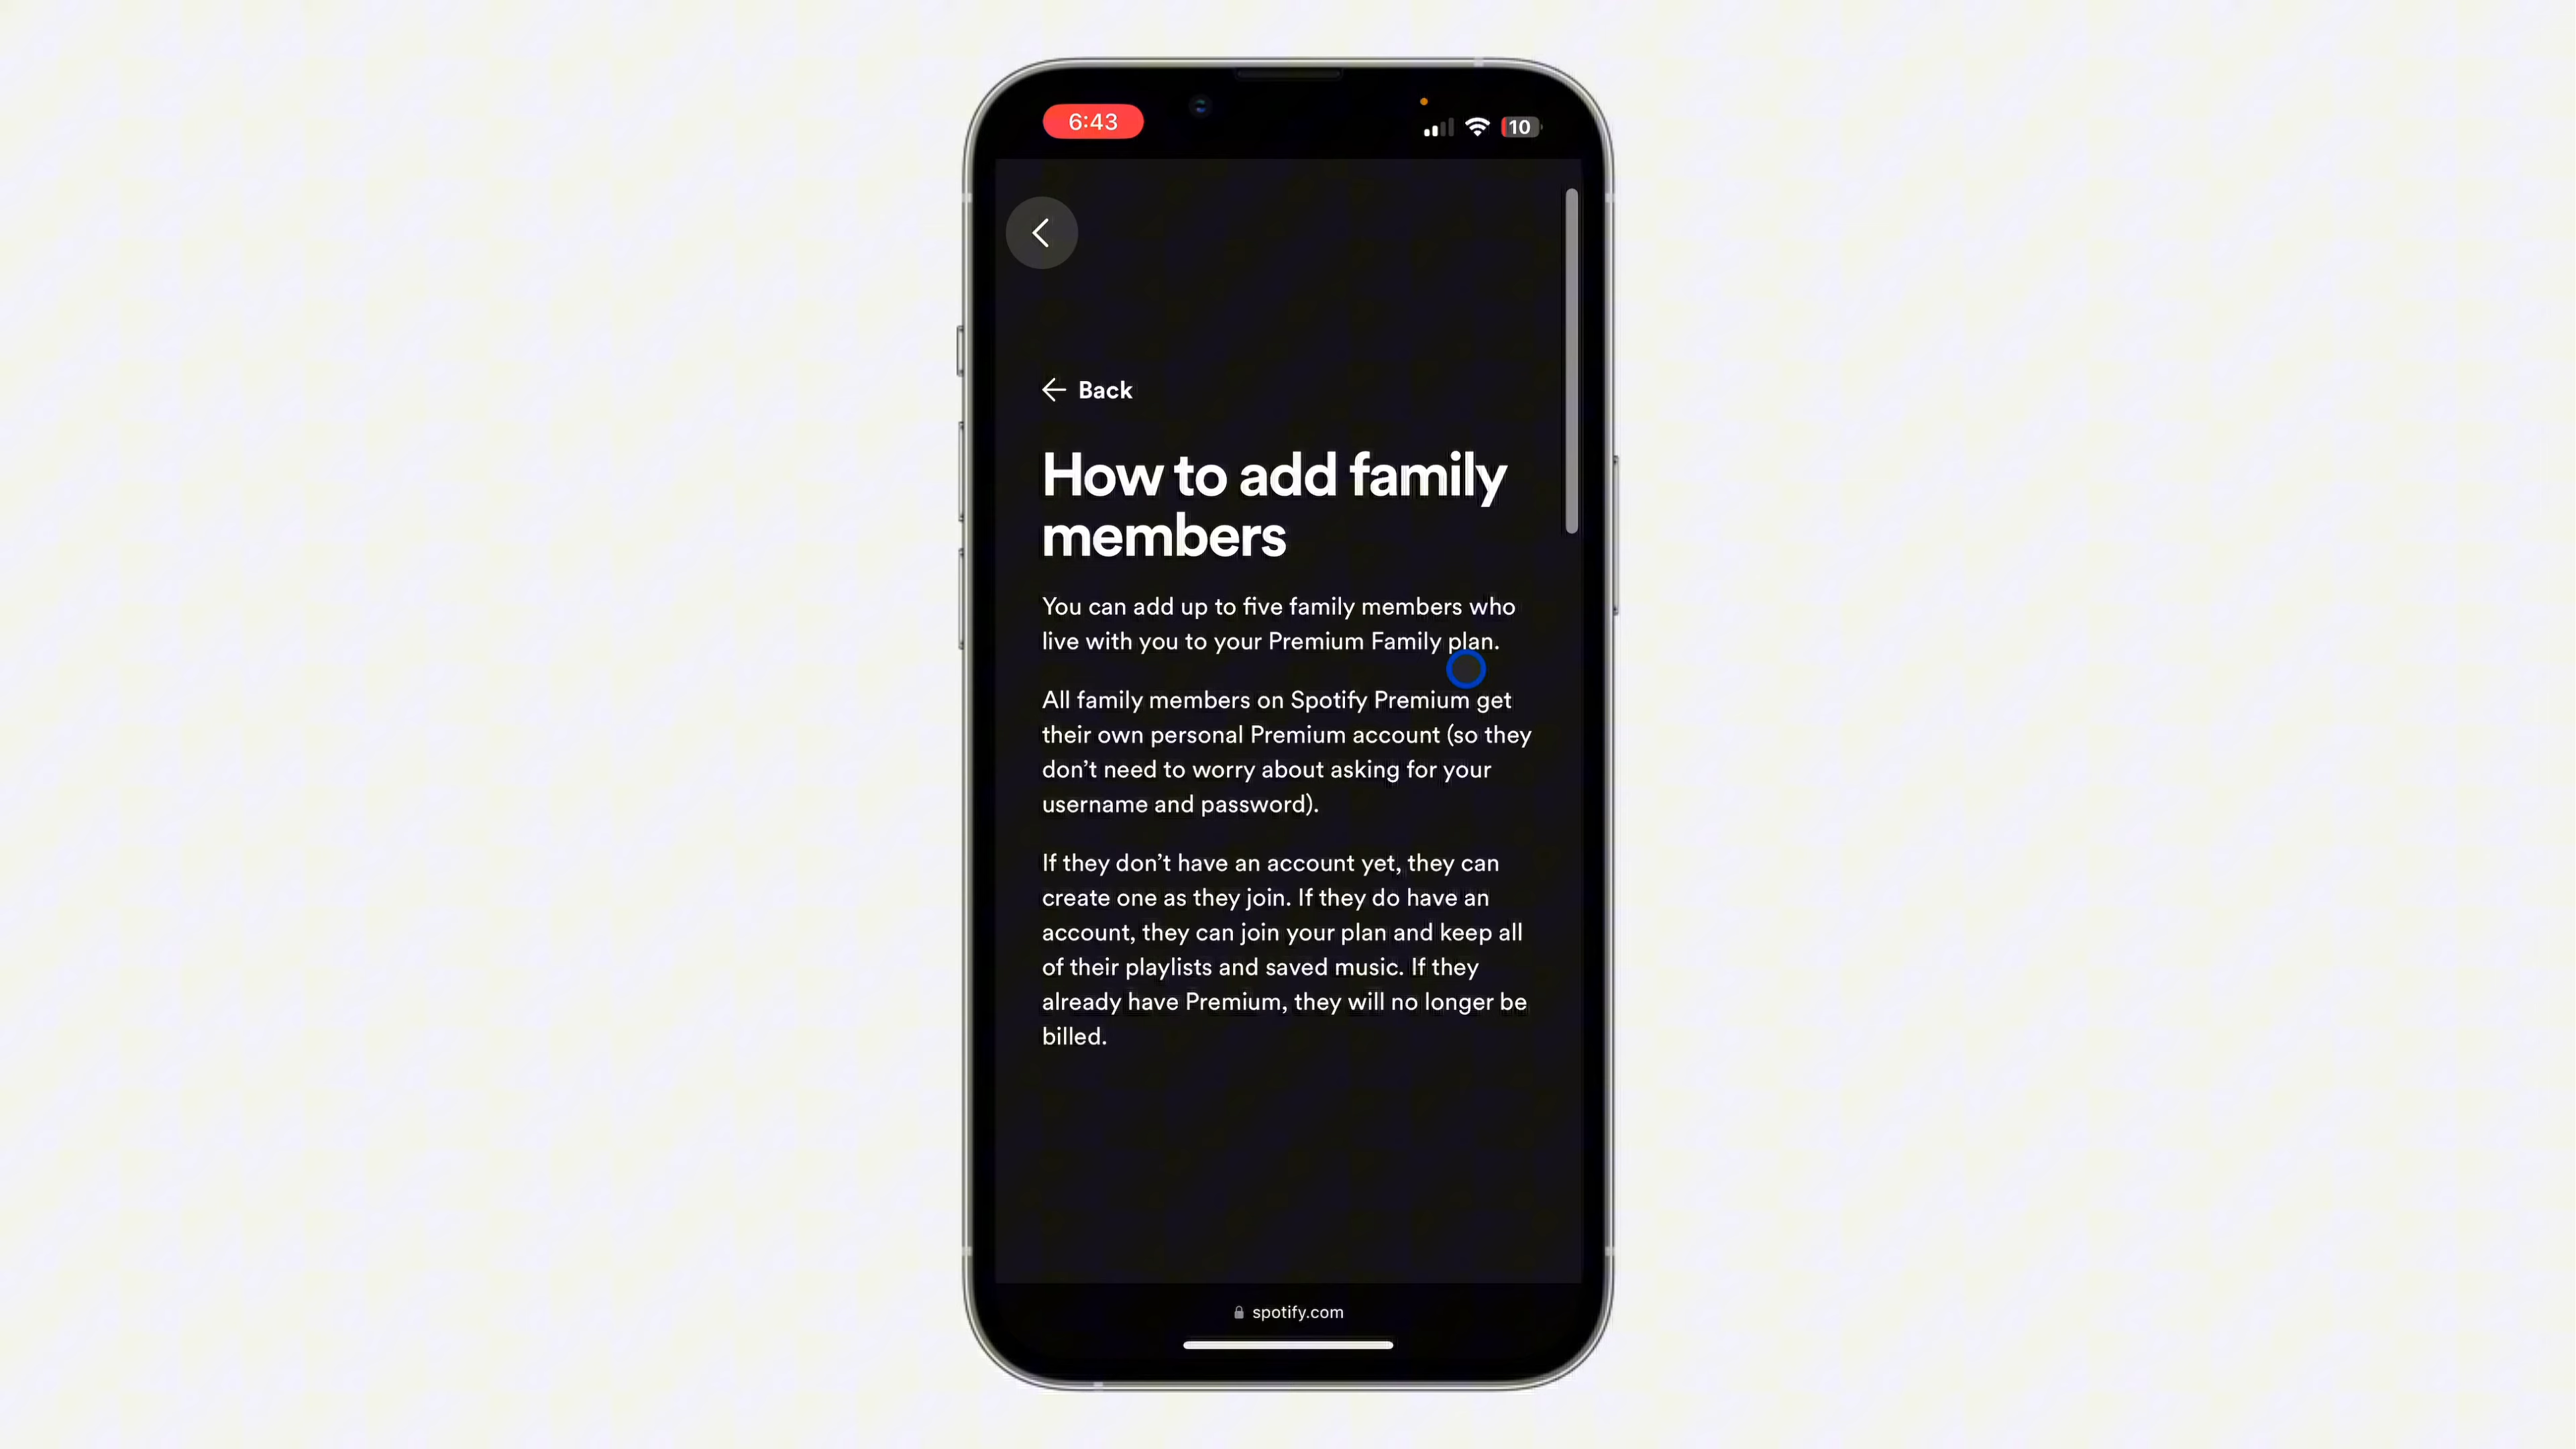 6:43
10
Back
How to add family
members
You can add up to five family members who
live with you to your Premium Family plan.
All family members on Spotify Premium get
their own personal Premium account (so they
don’t need to worry about asking for your
username and password).
If they don’t have an account yet, they can
create one as they join. If they do have an
account, they can join your plan and keep all
of their playlists and saved music. If they
already have Premium, they will no longer be
billed.
spotify.com